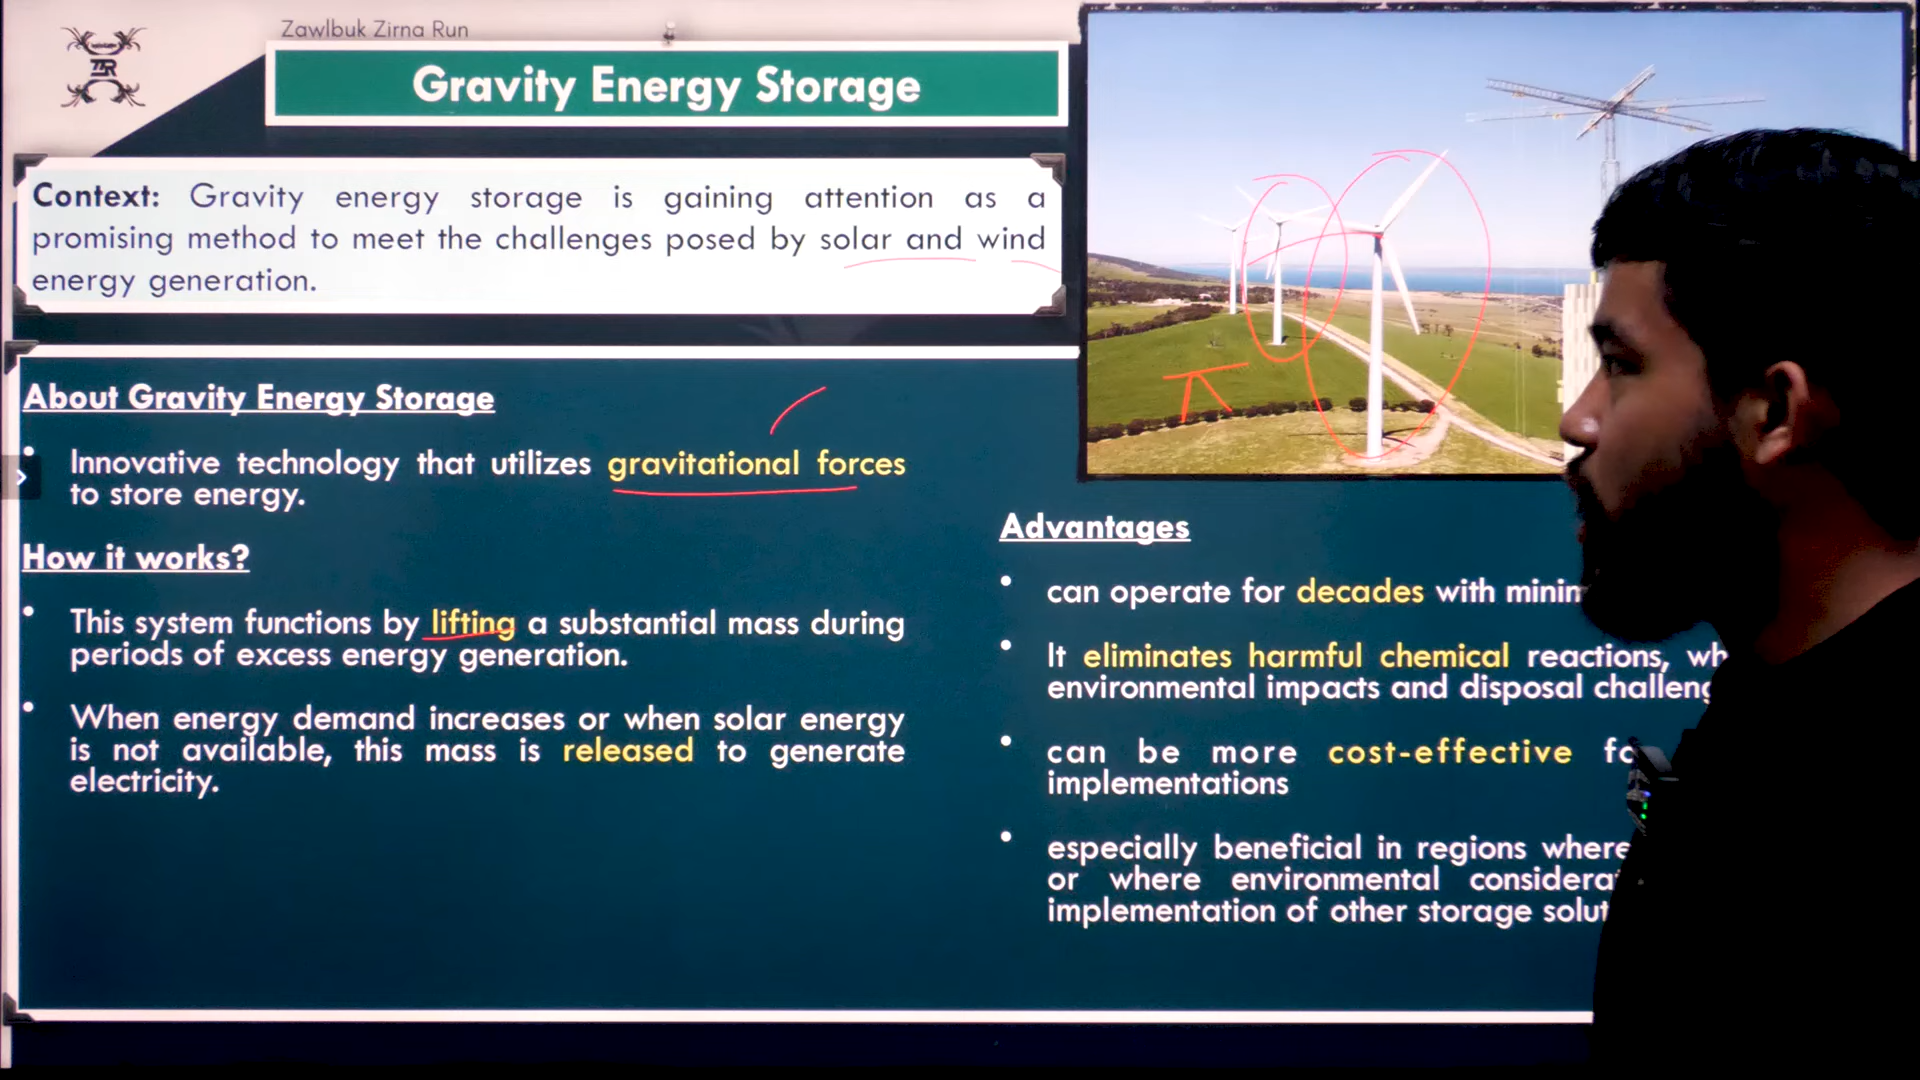 Zawlbuk Zirna Run
Gravity Energy Storage
Context: Gravity energy storage is gaining attention as a
promising method to meet the challenges posed by solar and wind
energy generation.
About Gravity Energy Storage
Innovative technology that utilizes gravitational forces
to store energy.
How it works?
This system functions by lifting a substantial mass during
periods of excess energy generation.
When energy demand increases or when solar energy
is not available, this mass is released to generate
electricity.
Advantages
can operate for decades with
It eliminates harmful chemical reactions,
environmental impacts and disposal
can be more cost-effective
implementations
especially beneficial in regions where
or where environmental
implementation of other storage